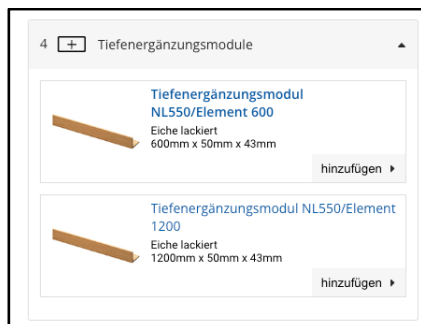 4 Tiefenergänzungsmodule
Tiefenergänzungsmodul
NL550/Element 600
Eiche lackiert
600mm x 50mm x 43mm
hinzufügen
Tiefenergänzungsmodul NL550/Element
1200
Eiche lackiert
1200mm x 50mm x 43mm
hinzufügen